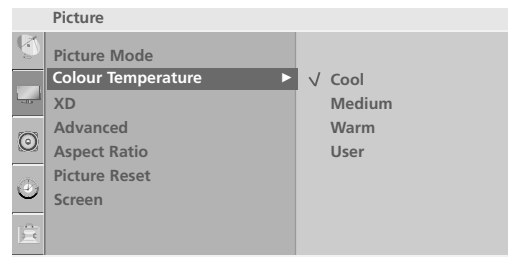 Picture
Picture Mode
Colour Temperature ► √ Cool
XD Medium
Advanced Warm
Aspect Ratio User
Picture Reset
Screen